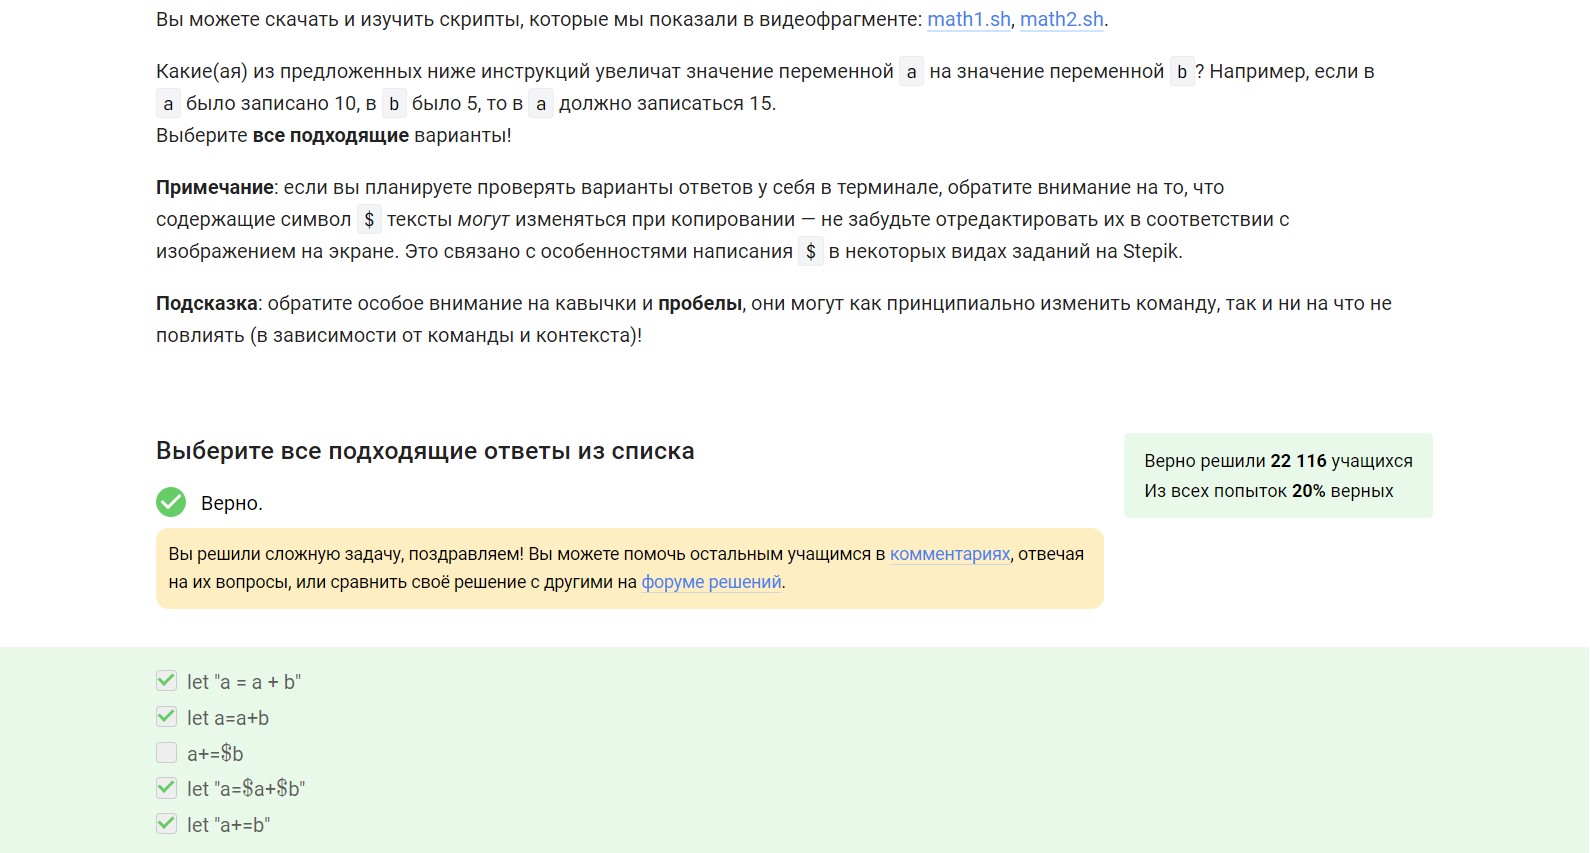 Вы можете скачать и изучить скрипты, которые мы показали в видеофрагменте: math1.sh, math2.sh.
Какие(ая) из предложенных ниже инструкций увеличат значение переменной a на значение переменной b? Например, если в
a было записано 10, в b было 5, то в a должно записаться 15.
Выберите все подходящие варианты!
Примечание: если вы планируете проверять варианты ответов у себя в терминале, обратите внимание на то, что
содержащие символ $ тексты могут изменяться при копировании — не забудьте отредактировать их в соответствии с
изображением на экране. Это связано с особенностями написания $ в некоторых видах заданий на Stepik.
Подсказка: обратите особое внимание на кавычки и пробелы, они могут как принципиально изменить команду, так и ни на что не
повлиять (в зависимости от команды и контекста)!
Выберите все подходящие ответы из списка
Верно решили 22 116 учащихся
Из всех попыток 20% верных
Верно.
Вы решили сложную задачу, поздравляем! Вы можете помочь остальным учащимся в комментариях, отвечая
на их вопросы, или сравнить своё решение с другими на форуме решений.
let "a = a + b"
let a=a+b
a+=$b
let "a=$a+$b"
let "a+=b"